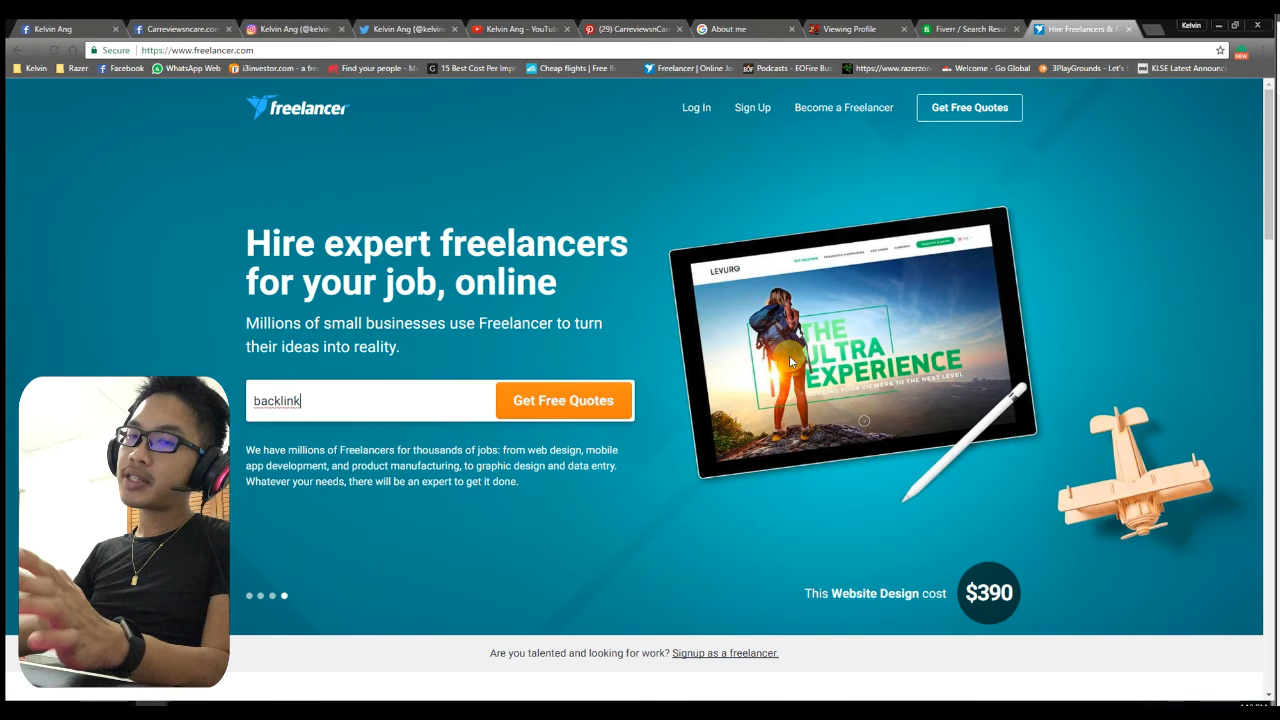 Kelvin Ang
Carreviewsncare.com
Kelvin Ang (@kelvin
Kelvin Ang (@kelvina
Kelvin Ang - YouTube
(29) CarreviewsnCare
About me
Viewing Profile
Fiverr / Search Resul
Hire Freelancers &
Kelvin
Secure
https://www.freelancer.com
Kelvin
Razer
Facebook
WhatsApp Web
i3investor.com - a fre
Find your people - M
15 Best Cost Per Imp
Cheap flights | Free fl
Freelancer | Online Jo
Podcasts - EOFire Bus
https://www.razerzon
Welcome - Go Global
3PlayGrounds - Let's
KLSE Latest Announc
NEW
freelancer
Log In
Sign Up
Become a Freelancer
Get Free Quotes
Hire expert freelancers
for your job, online
Millions of small businesses use Freelancer to turn
their ideas into reality.
backlink
Get Free Quotes
We have millions of Freelancers for thousands of jobs: from web design, mobile
app development, and product manufacturing, to graphic design and data entry.
Whatever your needs, there will be an expert to get it done.
LEVURO
THE
ULTRA
EXPERIENCE
This Website Design cost
$390
Are you talented and looking for work? Signup as a freelancer.